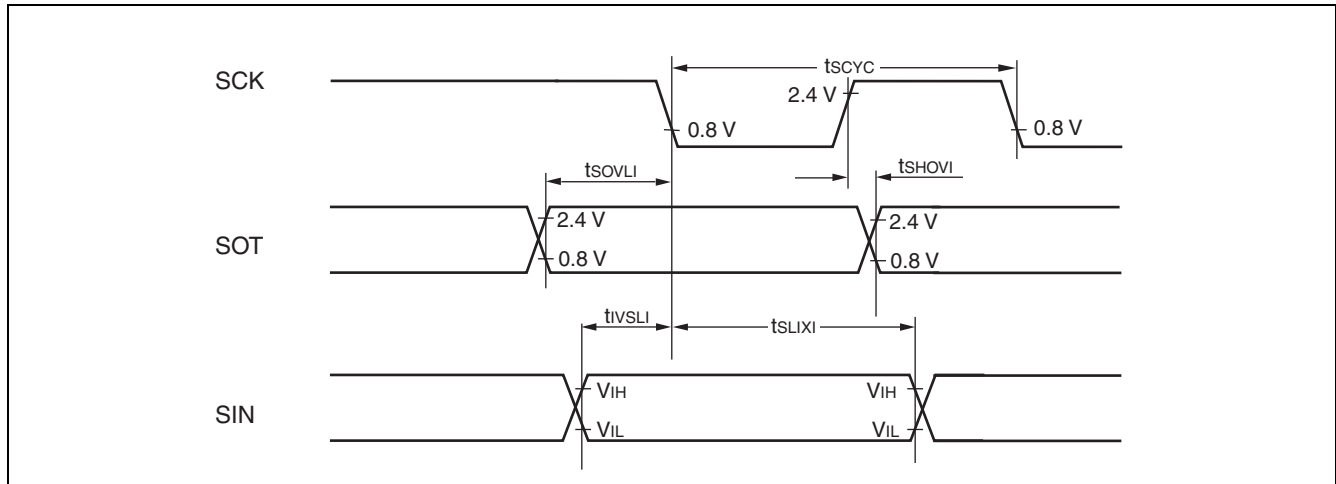 SCK
tSCYC
2.4 V
0.8 V
0.8 V
tSOVLI
tSHOVI
SOT
2.4 V
0.8 V
2.4 V
0.8 V
tIVSLI
tSLIXI
SIN
VIH
VIL
VIH
VIL